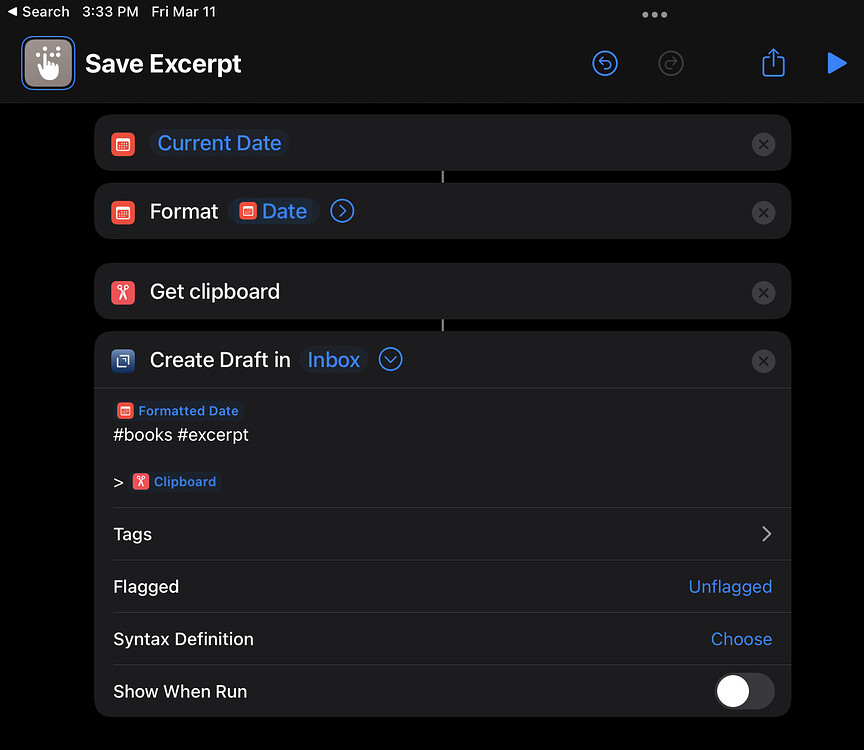 ◀ Search 3:33 PM Fri Mar 11
Save Excerpt
Current Date
Format Date
Get clipboard
Create Draft in Inbox
Formatted Date
#books #excerpt
> Clipboard
Tags
Flagged Unflagged
Syntax Definition Choose
Show When Run